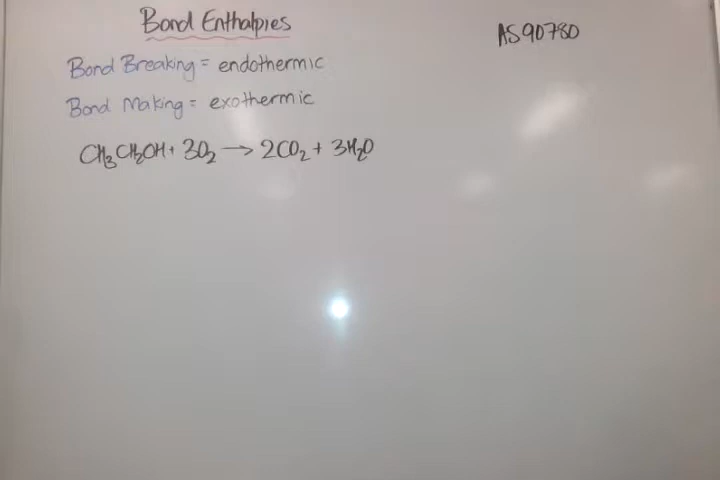 Bond Enthalpies
AS90780
Bond Breaking = endothermic
Bond Making = exothermic
CH₃CH₂OH + 3O₂ → 2CO₂ + 3H₂O